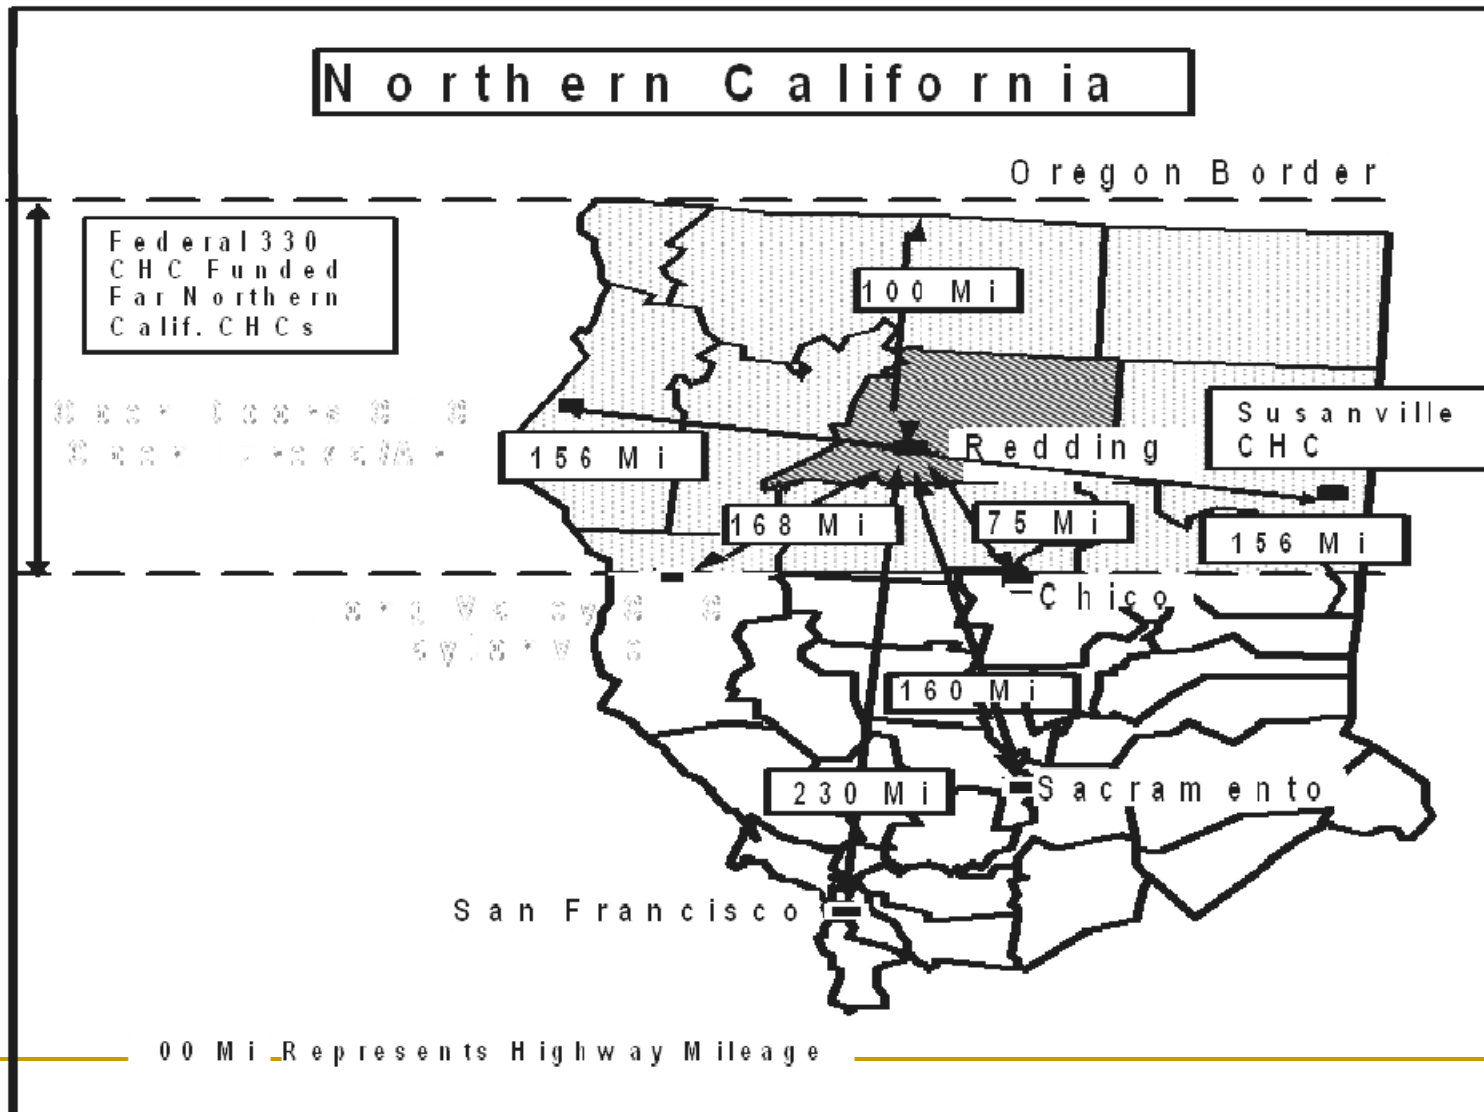 Northern California
Oregon Border
Federal 330
CHC Funded
Far Northern
Calif. CHCs
100 Mi
Susanville
CHC
Redding
156 Mi
168 Mi
75 Mi
156 Mi
Chico
160 Mi
230 Mi
Sacramento
San Francisco
00 Mi Represents Highway Mileage